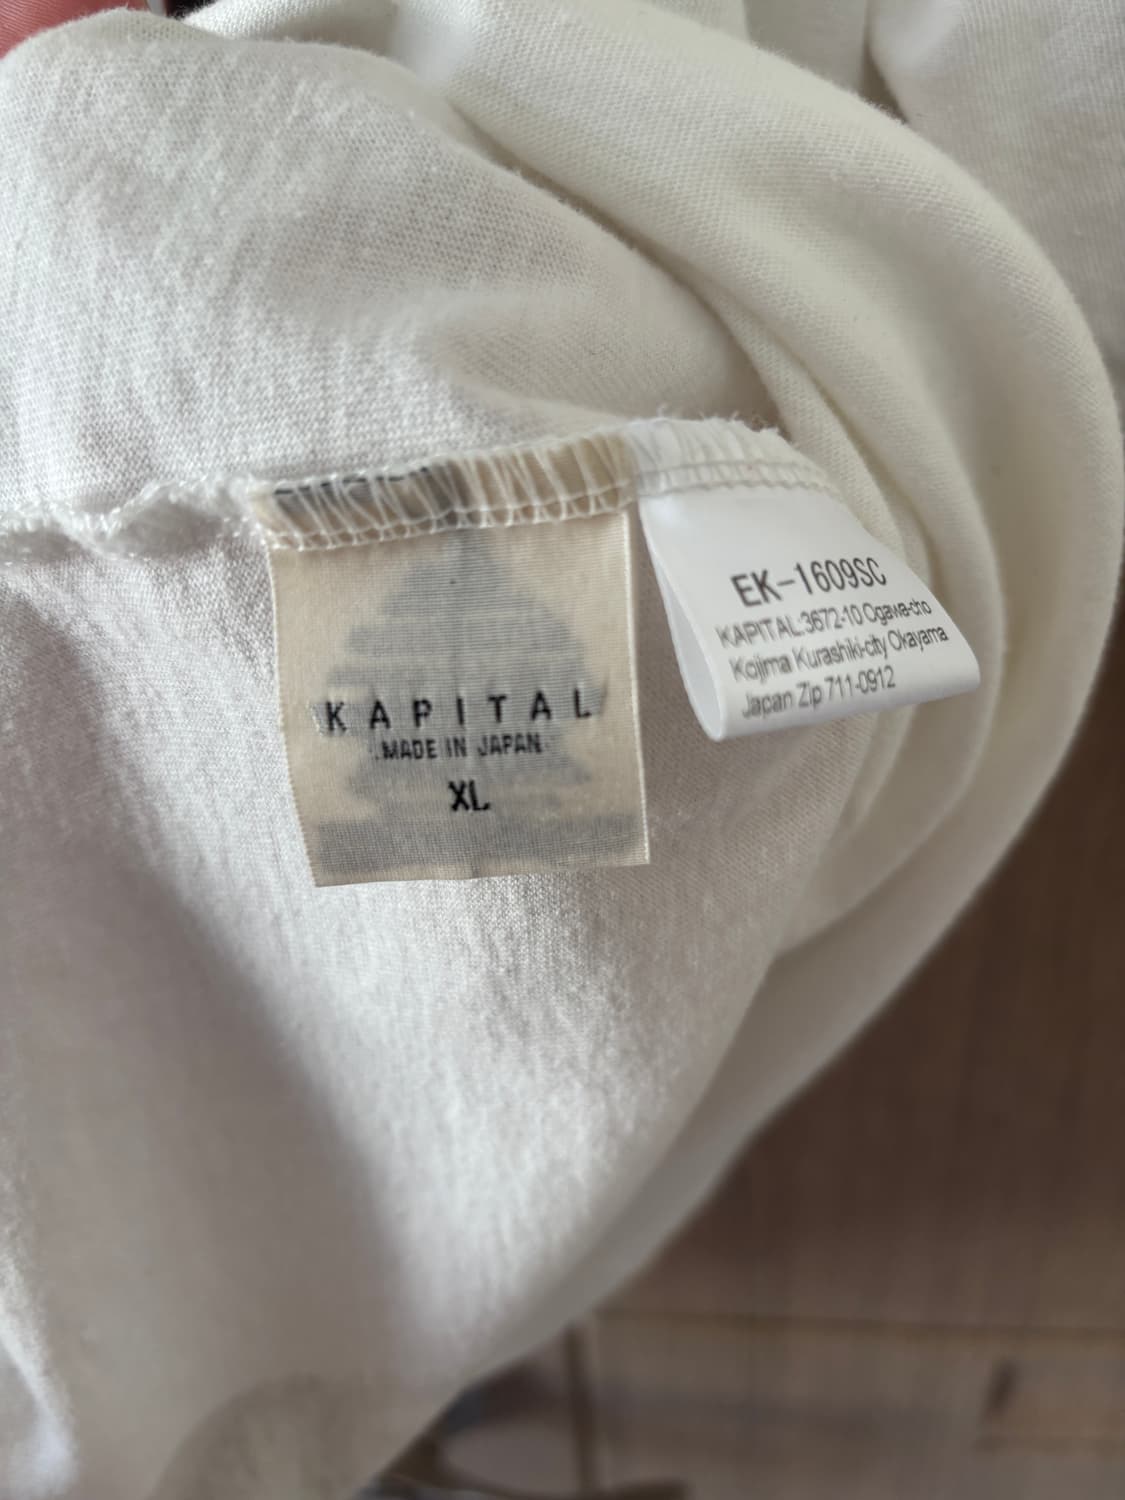 KAPITAL
MADE IN JAPAN
XL
EK-1609SC
KAPITAL:3672-10 Ogawa-cho
Kojima Kurashiki-city Okayama
Japan Zip 711-0912